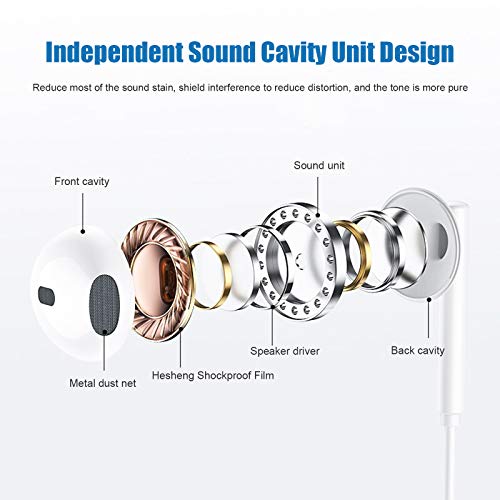 Independent Sound Cavity Unit Design
Reduce most of the sound stain, shield interference to reduce distortion, and the tone is more pure
Sound unit
Front cavity
Speaker driver
Back cavity
Hesheng Shockproof Film
Metal dust net